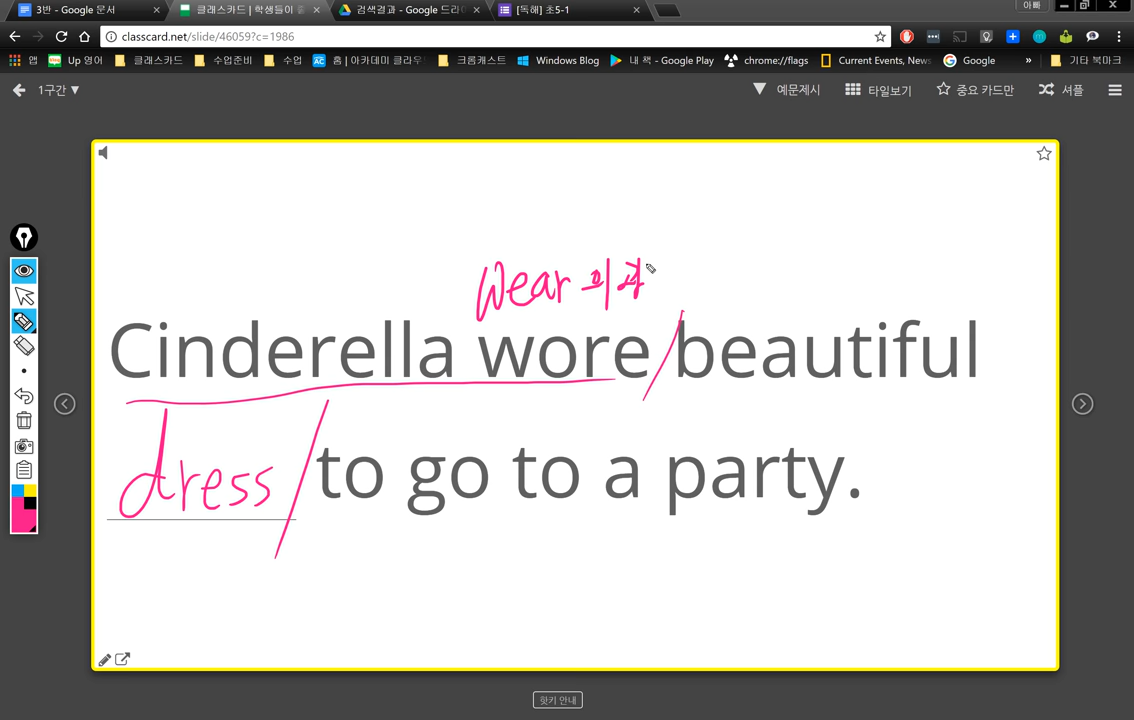 3반 - Google 문서
클래스카드 | 학생들이 좋
검색결과 - Google 드라이
[독해] 초5-1
아빠
classcard.net/slide/46059?c=1986
앱
Up 영어
클래스카드
수업준비
수업
홈 | 아카데미 클라우
크롬캐스트
Windows Blog
내 책 - Google Play
chrome://flags
Current Events, News
Google
»
기타 북마크
1구간 ▼
예문제시
타일보기
중요 카드만
셔플
Wear 의 과
Cinderella wore / beautiful
dress / to go to a party.
핫키 안내